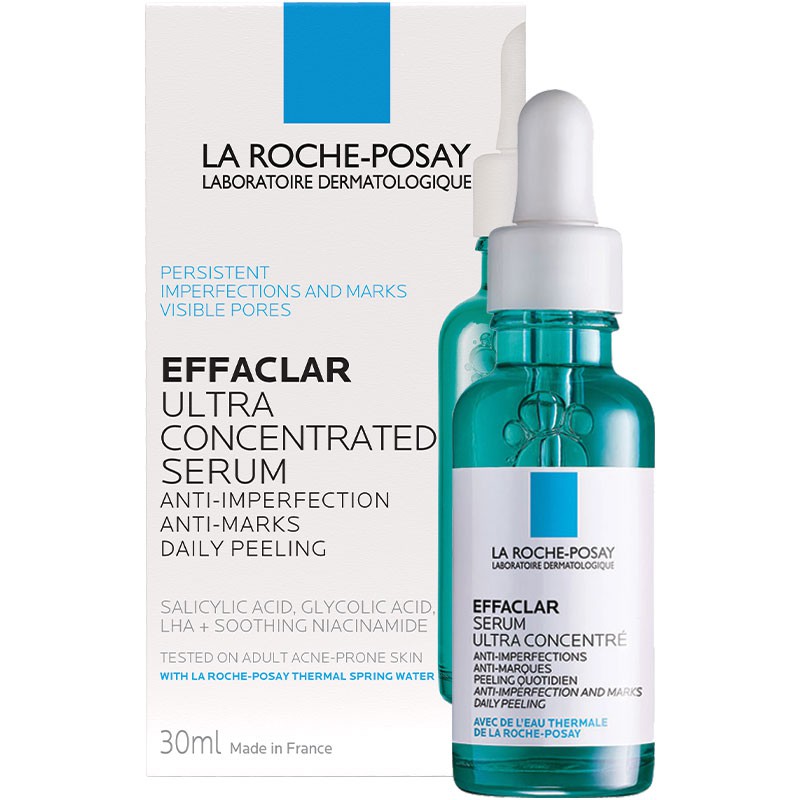 LA ROCHE-POSAY
LABORATOIRE DERMATOLOGIQUE
PERSISTENT
IMPERFECTIONS AND MARKS
VISIBLE PORES
EFFACLAR
ULTRA
CONCENTRATED
SERUM
ANTI-IMPERFECTION
ANTI-MARKS
DAILY PEELING
SALICYLIC ACID, GLYCOLIC ACID,
LHA + SOOTHING NIACINAMIDE
TESTED ON ADULT ACNE-PRONE SKIN
WITH LA ROCHE-POSAY THERMAL SPRING WATER
30ml Made in France
LA ROCHE-POSAY
LABORATOIRE DERMATOLOGIQUE
EFFACLAR
SERUM
ULTRA CONCENTRÉ
ANTI-IMPERFECTIONS
ANTI-MARQUES
PEELING QUOTIDIEN
ANTI-IMPERFECTION AND MARKS
DAILY PEELING
AVEC DE L'EAU THERMALE
DE LA ROCHE-POSAY